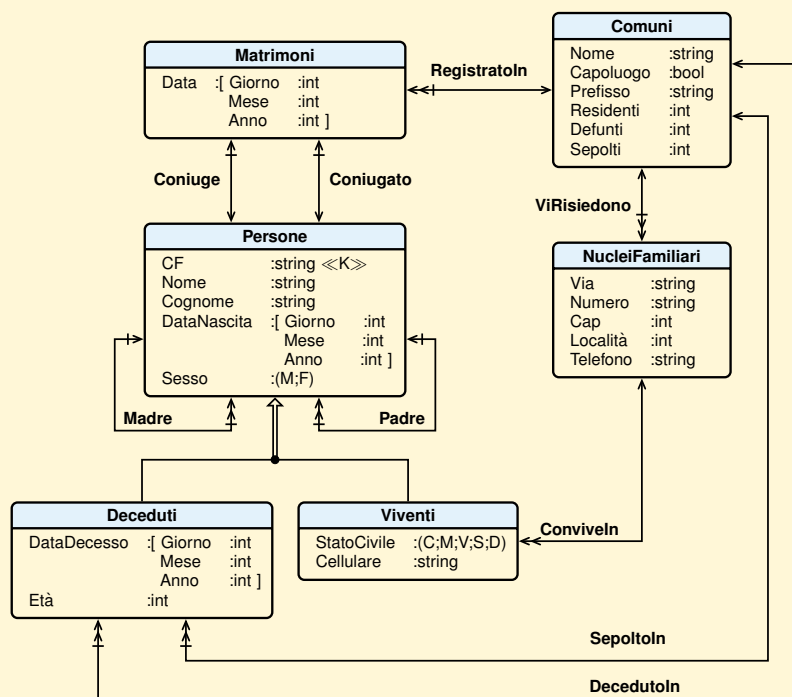 Comuni
Nome :string
Capoluogo :bool
Prefisso :string
Residenti :int
Defunti :int
Sepolti :int
Matrimoni
Data :[ Giorno :int
Mese :int
Anno :int ]
RegistratoIn
Coniuge
Coniugato
ViRisiedono
Persone
CF :string ≪K≫
Nome :string
Cognome :string
DataNascita :[ Giorno :int
Mese :int
Anno :int ]
Sesso :(M;F)
NucleiFamiliari
Via :string
Numero :string
Cap :int
Località :int
Telefono :string
Madre
Padre
Deceduti
DataDecesso :[ Giorno :int
Mese :int
Anno :int ]
Età :int
Viventi
StatoCivile :(C;M;V;S;D)
Cellulare :string
ConviveIn
SepoltoIn
DecedutoIn